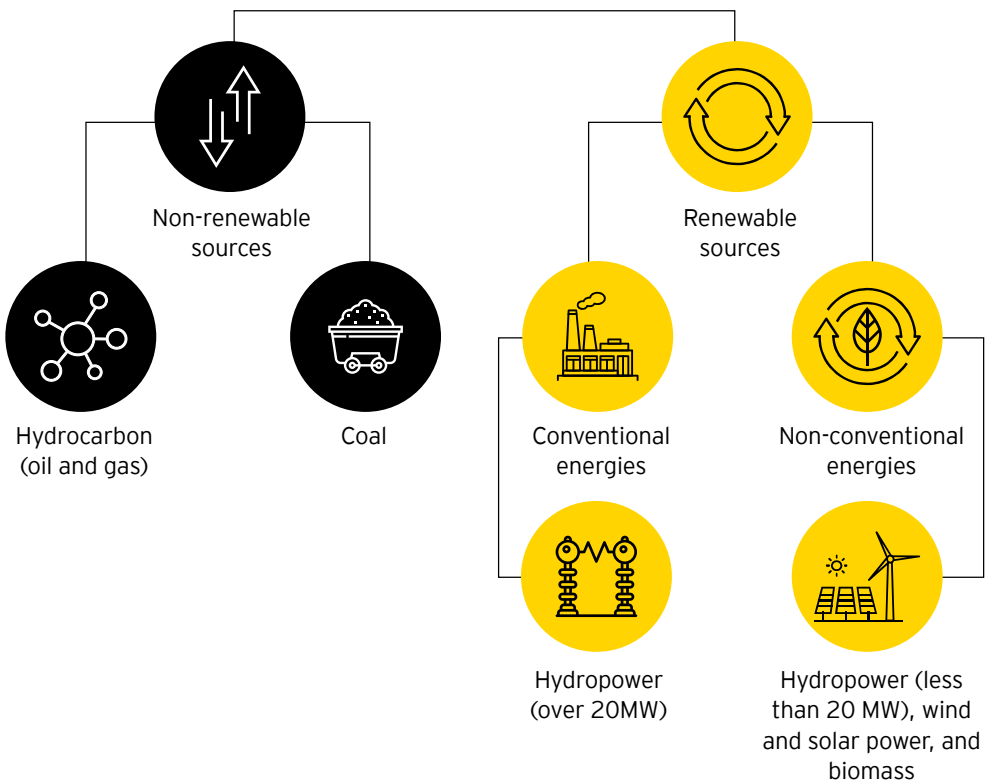 Non-renewable
sources
Renewable
sources
Hydrocarbon
(oil and gas)
Coal
Conventional
energies
Non-conventional
energies
Hydropower
(over 20MW)
Hydropower (less
than 20 MW), wind
and solar power, and
biomass